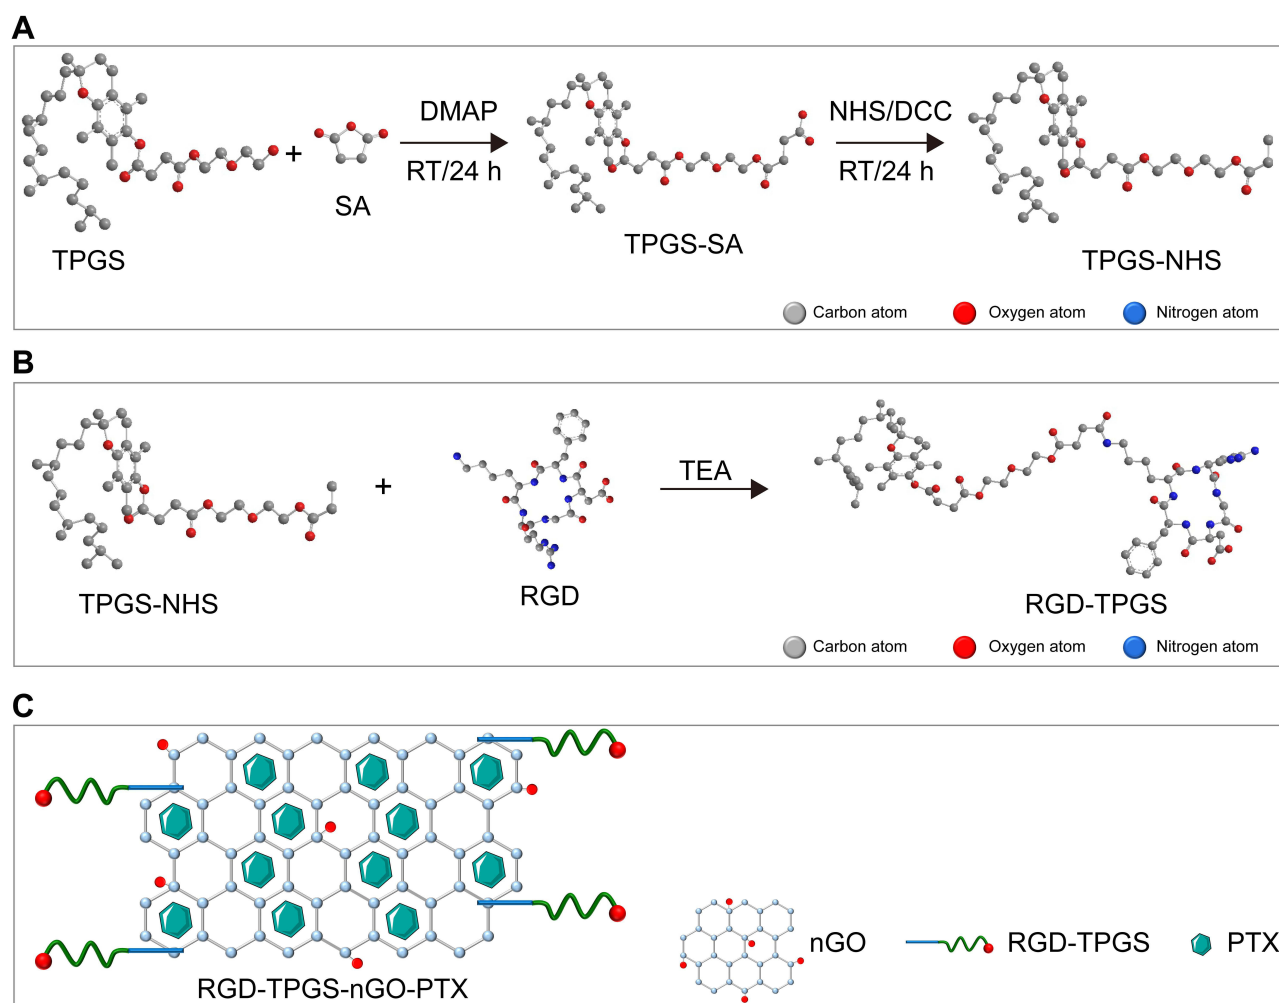 A
DMAP
NHS/DCC
+
RT/24 h
RT/24 h
SA
TPGS
TPGS-SA
TPGS-NHS
Carbon atom
Oxygen atom
Nitrogen atom
B
+
TEA
TPGS-NHS
RGD
RGD-TPGS
Carbon atom
Oxygen atom
Nitrogen atom
C
nGO
RGD-TPGS
PTX
RGD-TPGS-nGO-PTX